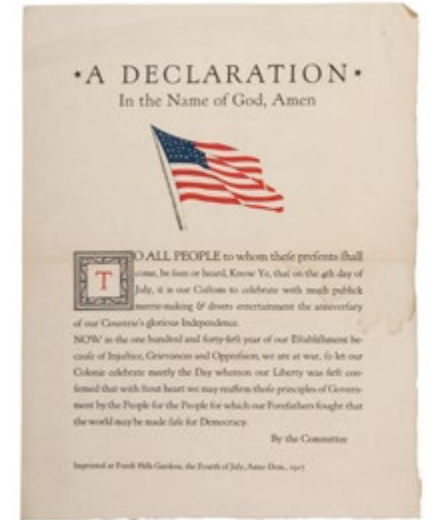 •A DECLARATION•
In the Name of God, Amen
TO ALL PEOPLE to whom theſe preſents ſhall
come, be ſeen or heard, Know Ye, that on the 4th day of
July, it is our Cuſtom to celebrate with much publick
merrie-making & divers entertainment the anniverſary
of our Countrie's glorious Independence.
NOW in the one hundred and forty-firſt year of our Eſtabliſhment be
cauſe of Injuſtice, Grievances and Oppreſsion, we are at war, ſo let our
Colonie celebrate meetly the Day whereon our Liberty was firſt con-
ferred that with ſtout heart we may reaffirm thoſe principles of Govern-
ment by the People for the People for which our Forefathers fought that
the world may be made ſafe for Democracy.
By the Committee
Imprinted at Foreſt Hills Gardens, the Fourth of July, Anno Dom., 1917